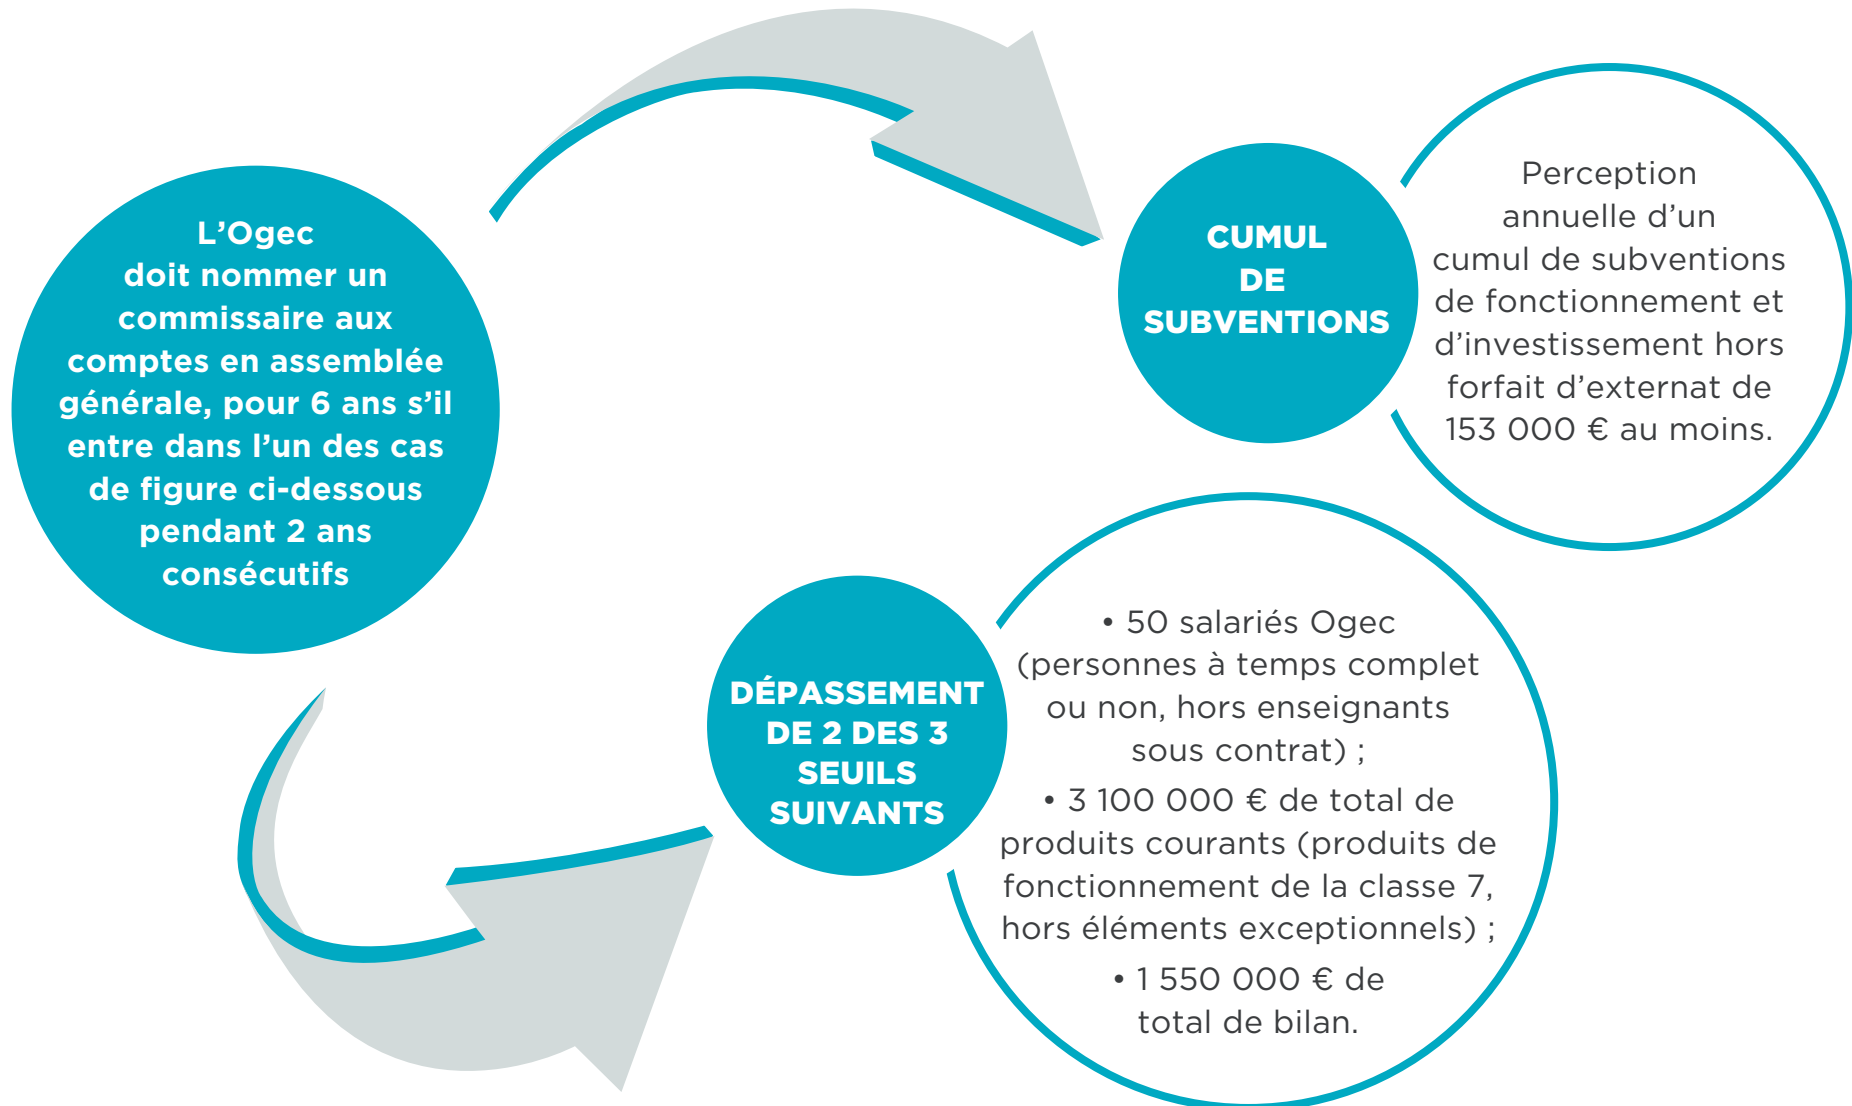 L’Ogec
doit nommer un
commissaire aux
comptes en assemblée
générale, pour 6 ans s’il
entre dans l’un des cas
de figure ci-dessous
pendant 2 ans
consécutifs
CUMUL
DE
SUBVENTIONS
Perception
annuelle d’un
cumul de subventions
de fonctionnement et
d’investissement hors
forfait d’externat de
153 000 € au moins.
DÉPASSEMENT
DE 2 DES 3
SEUILS
SUIVANTS
• 50 salariés Ogec
(personnes à temps complet
ou non, hors enseignants
sous contrat) ;
• 3 100 000 € de total de
produits courants (produits de
fonctionnement de la classe 7,
hors éléments exceptionnels) ;
• 1 550 000 € de
total de bilan.